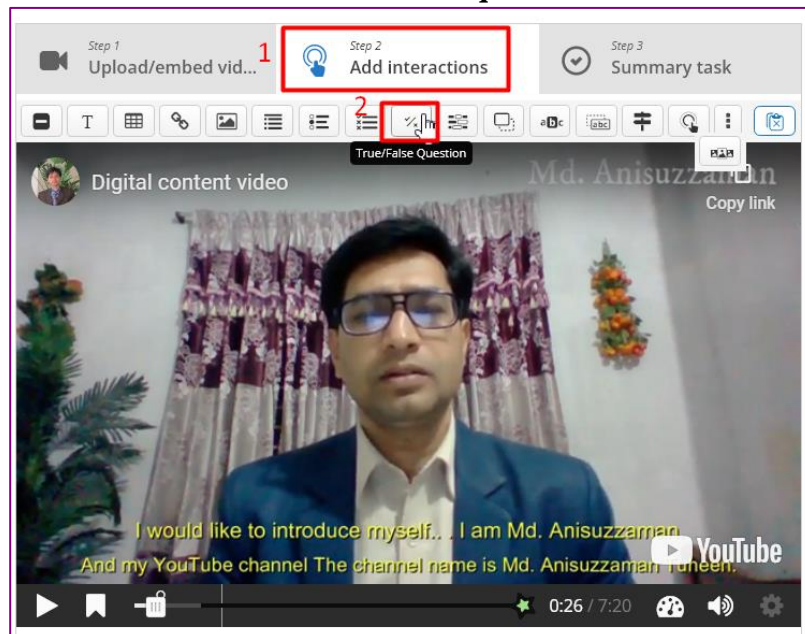 Step 1
Upload/embed vid...
1
Step 2
Add interactions
Step 3
Summary task
2
T
a b c
abc
True/False Question
Digital content video
Md. Anisuzzaman
Copy link
I would like to introduce myself.. . I am Md. Anisuzzaman
And my YouTube channel The channel name is Md. Anisuzzaman Tuheen.
YouTube
0:26 / 7:20